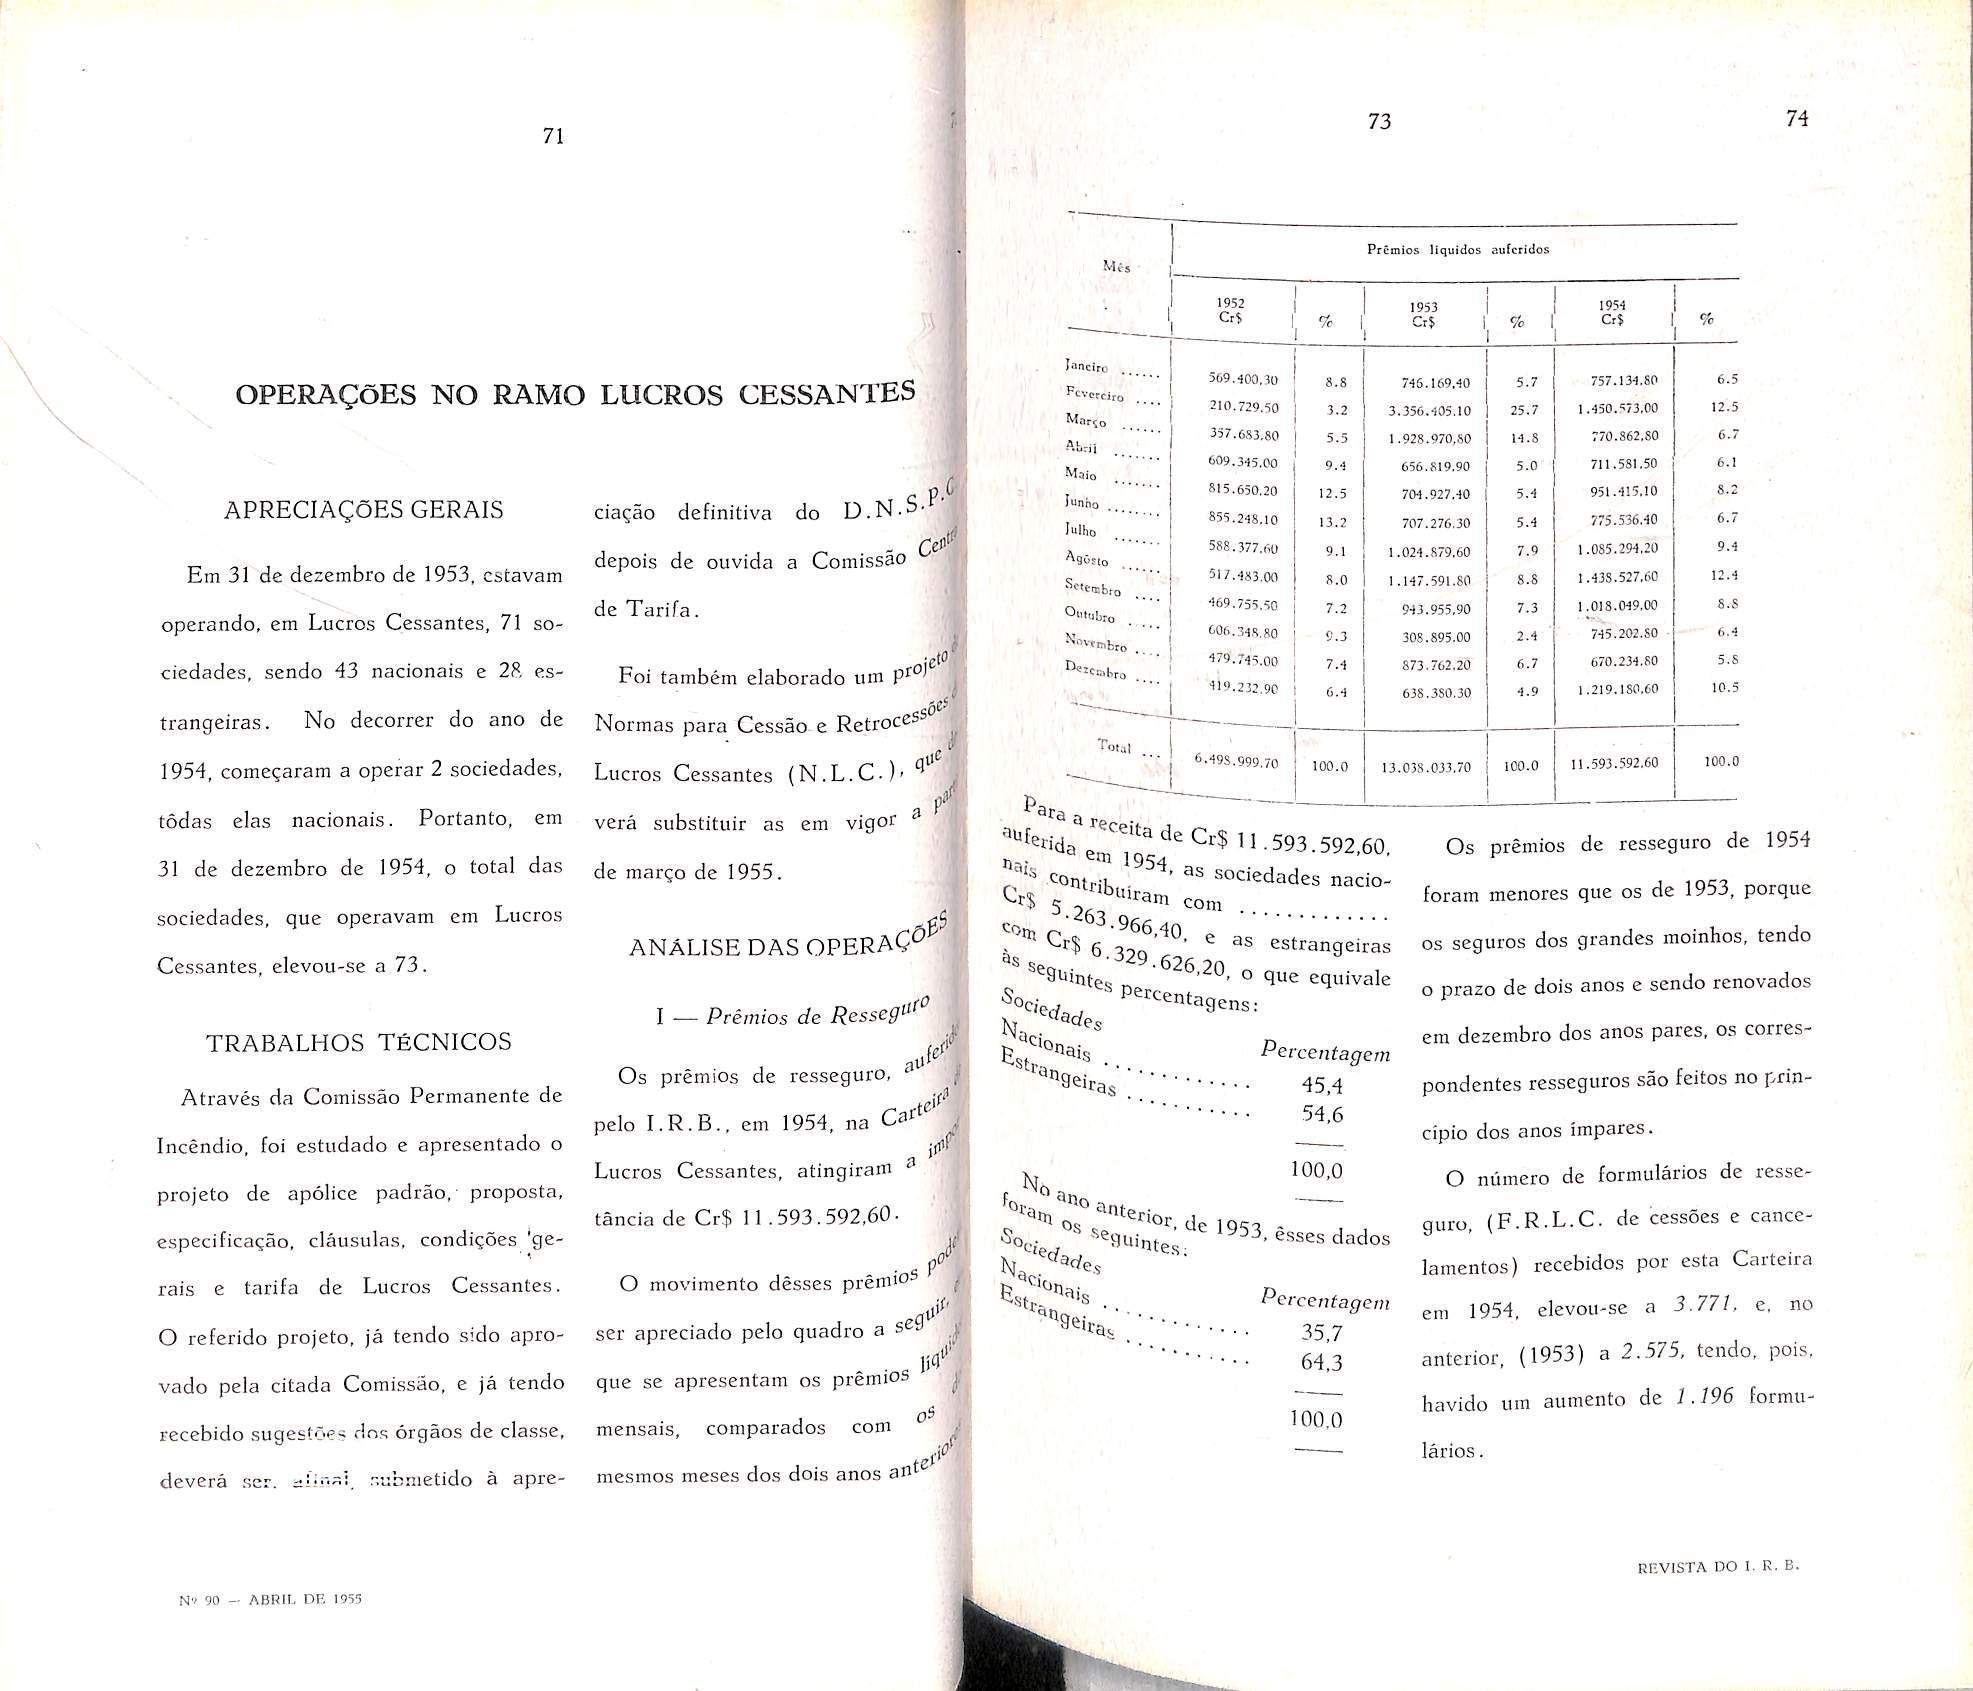 71
OPERAÇÕES NO RAMO LUCROS CESSANTES
APRECIAÇÕES GERAIS
Em 31 de dezembro de 1953, estavam
operando, em Lucros Cessantes, 71 so-
ciedades, sendo 43 nacionais e 28 es-
trangeiras. No decorrer do ano de
1954, começaram a operar 2 sociedades,
tôdas elas nacionais. Portanto, em
31 de dezembro de 1954, o total das
sociedades, que operavam em Lucros
Cessantes, elevou-se a 73.
TRABALHOS TÉCNICOS
Através da Comissão Permanente de
Incêndio, foi estudado e apresentado o
projeto de apólice padrão, proposta,
especificação, cláusulas, condições ge-
rais e tarifa de Lucros Cessantes.
O referido projeto, já tendo sido apro-
vado pela citada Comissão, e já tendo
recebido sugestões dos órgãos de classe,
deverá ser, afinal, submetido à apre-
ciação definitiva do D.N.S.P.C
depois de ouvida a Comissão Centr
de Tarifa.
Foi também elaborado um projeto d
Normas para Cessão e Retrocessões
Lucros Cessantes (N.L.C.), que de
verá substituir as em vigor a part
de março de 1955.
ANÁLISE DAS OPERAÇÕES
I — Prêmios de Resseguro
Os prêmios de resseguro, auferido
pelo I.R.B., em 1954, na Carteira d
Lucros Cessantes, atingiram a impor
tância de Cr$ 11.593.592,60.
O movimento dêsses prêmios poder
ser apreciado pelo quadro a seguir,
que se apresentam os prêmios líquido
mensais, comparados com os d
mesmos meses dos dois anos anteriores
Nº 90 — ABRIL DE 1955
73
74
Mês Prêmios líquidos auferidos
1952 Cr$ % 1953 Cr$ % 1954 Cr$ %
Janeiro ...... 569.400,30 8.8 746.169,40 5.7 757.134,80 6.5
Fevereiro .... 210.729.50 3.2 3.356.405.10 25.7 1.450.573,00 12.5
Março ...... 357.683,80 5.5 1.928.970,80 14.8 770.862,80 6.7
Abril ....... 609.345,00 9.4 656.819.90 5.0 711.581.50 6.1
Maio ....... 815.650,20 12.5 704.927,40 5.4 951.415,10 8.2
Junho ........ 855.248,10 13.2 707.276.30 5.4 775.536.40 6.7
Julho ....... 588.377,60 9.1 1.024.879,60 7.9 1.085.294,20 9.4
Agôsto ...... 517.483,00 8.0 1.147.591.80 8.8 1.438.527,60 12.4
Setembro .... 469.755,50 7.2 943.955,90 7.3 1.018.049,00 8.8
Outubro ..... 606.348,80 9.3 308.895.00 2.4 745.202.80 6.4
Novembro .... 479.745.00 7.4 873.762.20 6.7 670.234.80 5.8
Dezembro .... 419.232,90 6.4 638.380.30 4.9 1.219.180,60 10.5
Total ... 6.498.999.70 100.0 13.038.033,70 100.0 11.593.592.60 100.0
Para a receita de Cr$ 11.593.592,60,
auferida em 1954, as sociedades nacio-
nais contribuíram com .............
Cr$ 5.263.966,40, e as estrangeiras
com Cr$ 6.329.626,20, o que equivale
às seguintes percentagens:
Sociedades Percentagem
Nacionais ............. 45,4
Estrangeiras ........... 54,6
100,0
No ano anterior, de 1953, êsses dados
foram os seguintes:
Sociedades Percentagem
Nacionais ............. 35,7
Estrangeiras ........... 64,3
100,0
Os prêmios de resseguro de 1954
foram menores que os de 1953, porque
os seguros dos grandes moinhos, tendo
o prazo de dois anos e sendo renovados
em dezembro dos anos pares, os corres-
pondentes resseguros são feitos no prin-
cípio dos anos ímpares.
O número de formulários de resse-
guro, (F.R.L.C. de cessões e cance-
lamentos) recebidos por esta Carteira
em 1954, elevou-se a 3.771, e, no
anterior, (1953) a 2.575, tendo, pois,
havido um aumento de 1.196 formu-
lários.
REVISTA DO I. R. B.